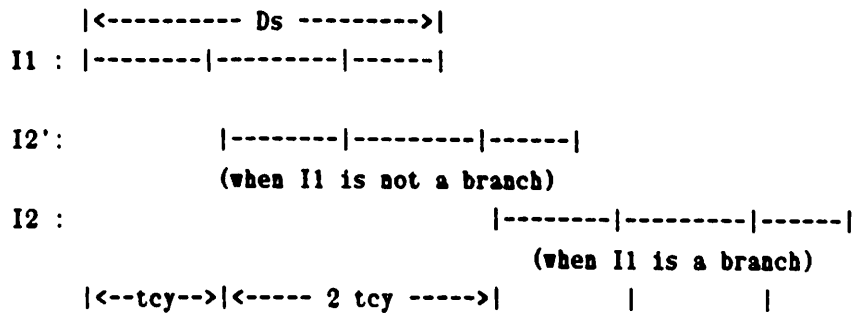 |<---------- Ds ---------->|
I1 : |--------|---------|------|
I2': |--------|---------|------|
(when I1 is not a branch)
I2 : |--------|---------|------|
(when I1 is a branch)
|<--tcy-->|<----- 2 tcy ----->| | |